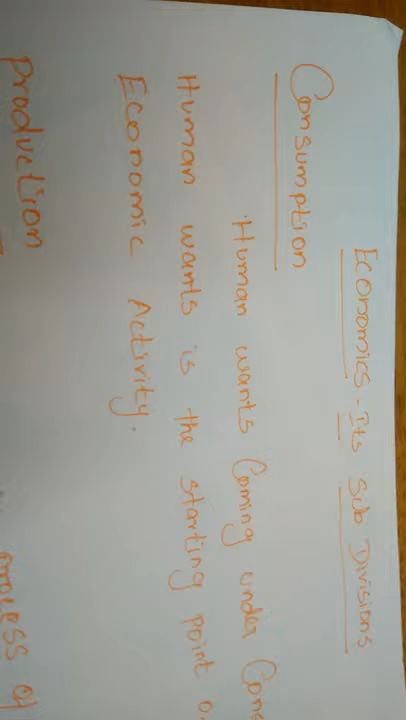 Economics - Its Sub Divisions
Consumption
Human wants Coming under
Human wants is the starting point
Economic Activity.
Production
process of